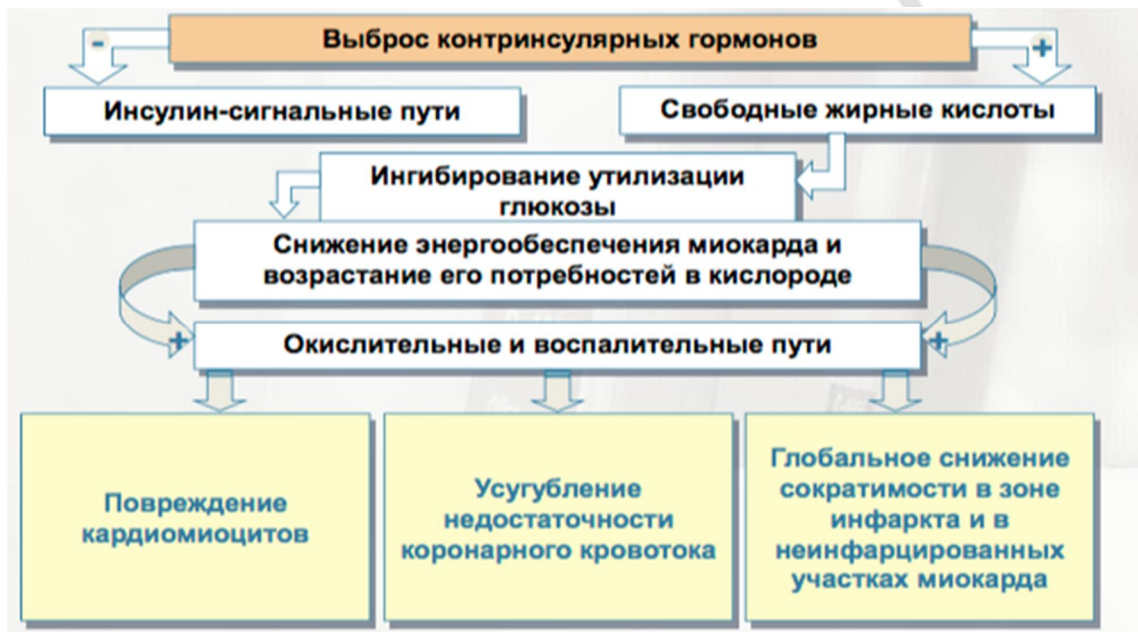 Выброс контринсулярных гормонов
-
+
Инсулин-сигнальные пути
Свободные жирные кислоты
Ингибирование утилизации
глюкозы
Снижение энергообеспечения миокарда и
возрастание его потребностей в кислороде
+
+
Окислительные и воспалительные пути
Повреждение
кардиомиоцитов
Усугубление
недостаточности
коронарного кровотока
Глобальное снижение
сократимости в зоне
инфаркта и в
неинфарцированных
участках миокарда